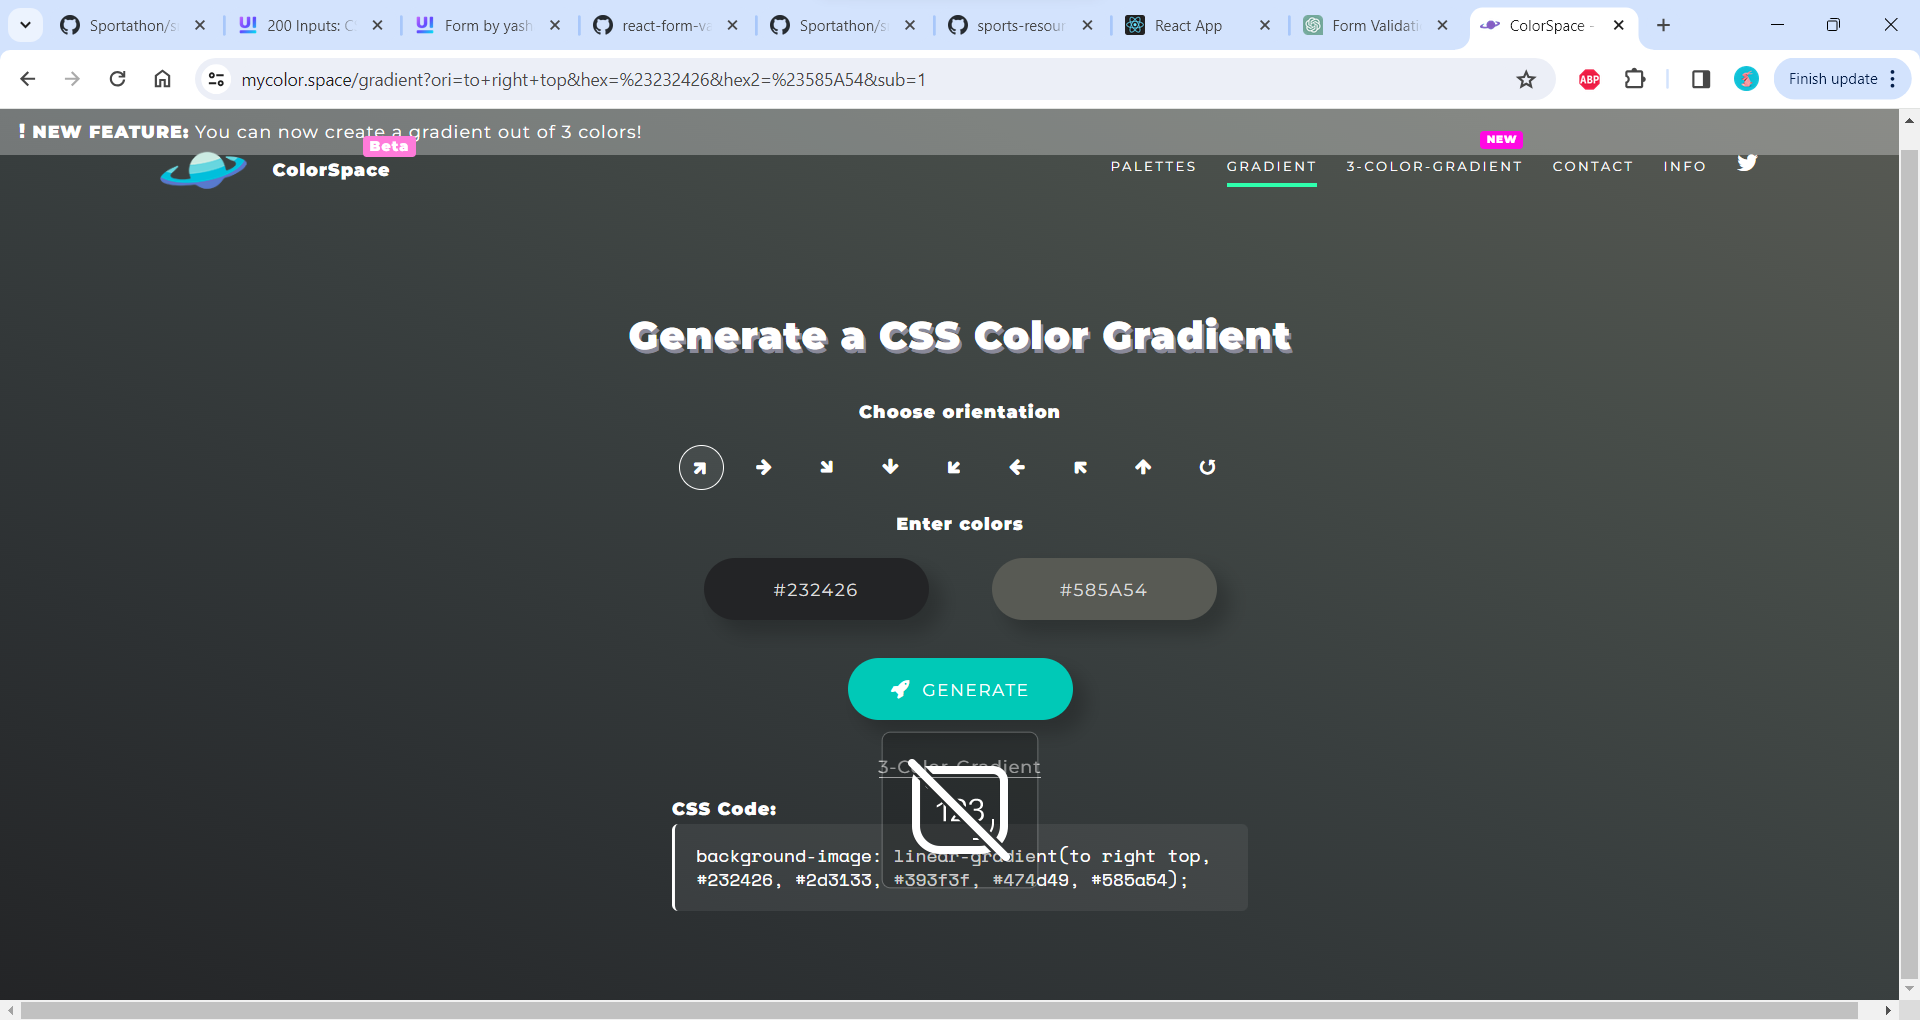 Sportathon/s
200 Inputs: C
Form by yash
react-form-va
Sportathon/s
sports-resour
React App
Form Validati
ColorSpace -
mycolor.space/gradient?ori=to+right+top&hex=%23232426&hex2=%23585A54&sub=1
ABP
Finish update
! NEW FEATURE: You can now create a gradient out of 3 colors!
Beta
ColorSpace
PALETTES
GRADIENT
NEW
3-COLOR-GRADIENT
CONTACT
INFO
Generate a CSS Color Gradient
Choose orientation
Enter colors
#232426
#585A54
GENERATE
3-Color-Gradient
123
CSS Code:
background-image: linear-gradient(to right top,
#232426, #2d3133, #393f3f, #474d49, #585a54);